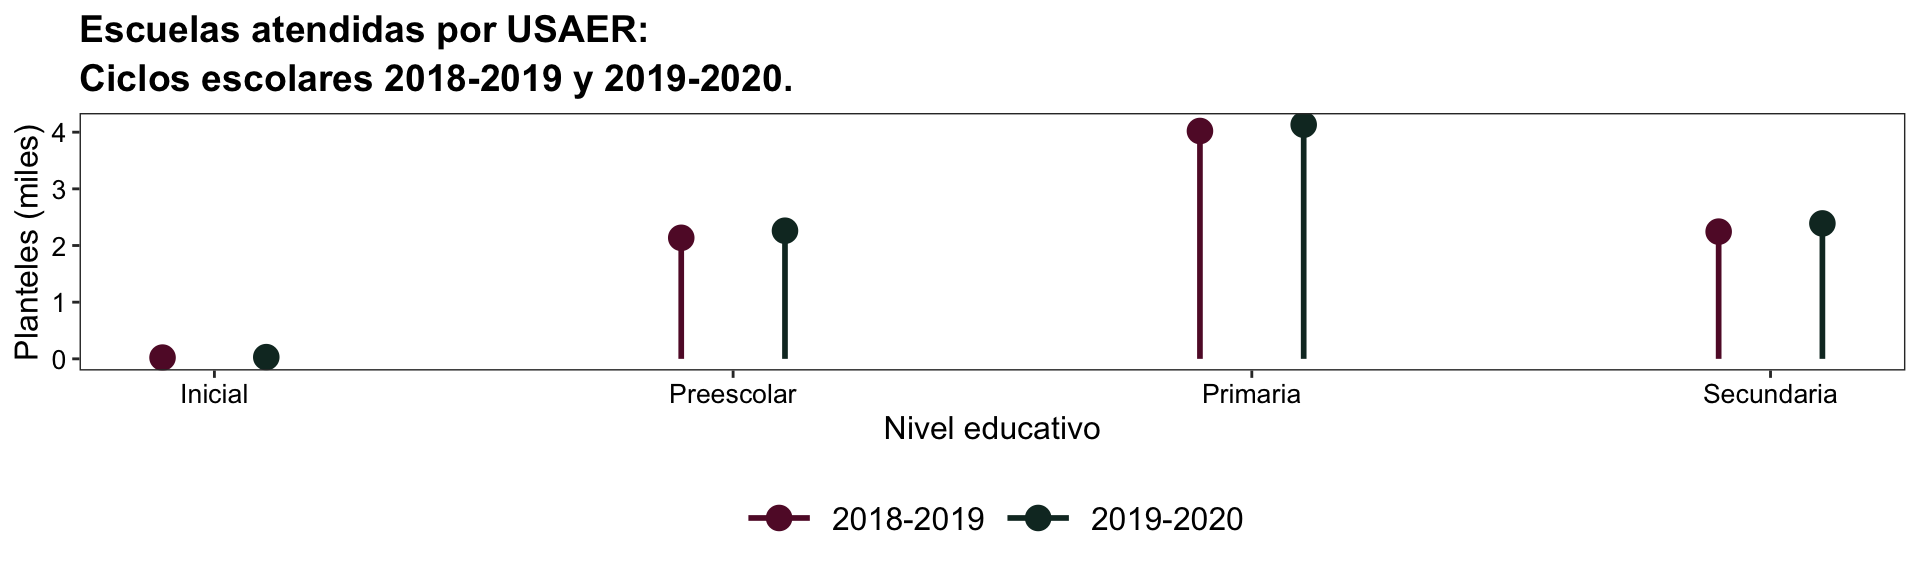 Escuelas atendidas por USAER:
Ciclos escolares 2018-2019 y 2019-2020.
Planteles (miles)
4
3
2
1
0
Inicial
Preescolar
Primaria
Secundaria
Nivel educativo
2018-2019
2019-2020